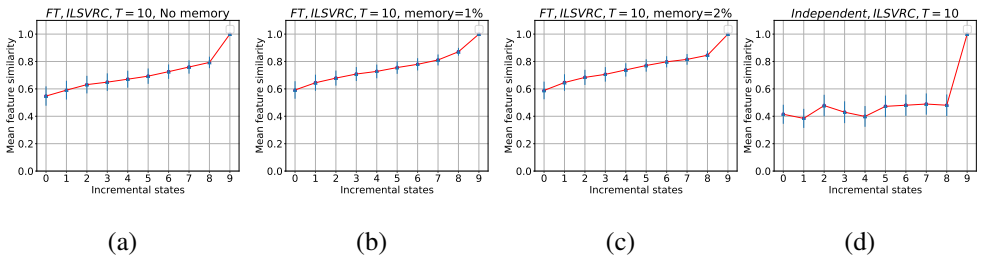 FT, ILSVRC, T = 10, No memory
1.0
0.8
0.6
0.4
0.2
0.0
Mean feature similarity
0 1 2 3 4 5 6 7 8 9
Incremental states
(a)
FT, ILSVRC, T = 10, memory=1%
1.0
0.8
0.6
0.4
0.2
0.0
Mean feature similarity
0 1 2 3 4 5 6 7 8 9
Incremental states
(b)
FT, ILSVRC, T = 10, memory=2%
1.0
0.8
0.6
0.4
0.2
0.0
Mean feature similarity
0 1 2 3 4 5 6 7 8 9
Incremental states
(c)
Independent, ILSVRC, T = 10
1.0
0.8
0.6
0.4
0.2
0.0
Mean feature similarity
0 1 2 3 4 5 6 7 8 9
Incremental states
(d)